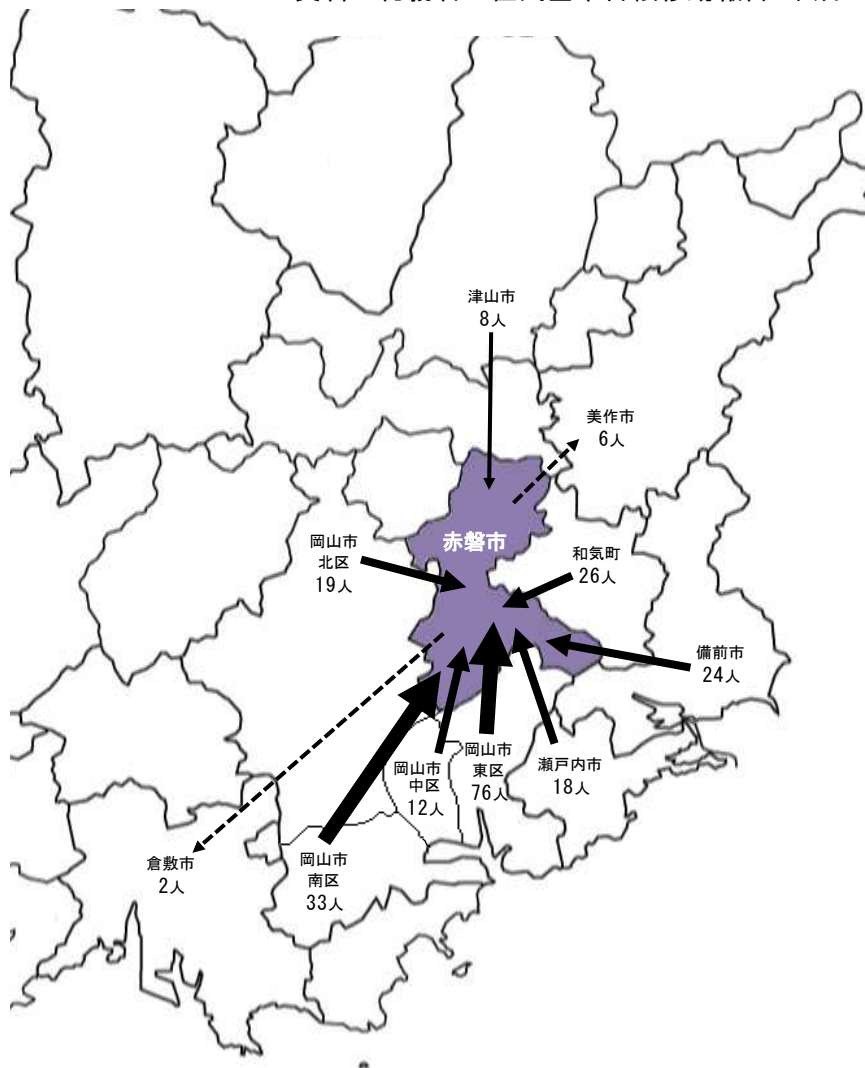 津山市
8人
美作市
6人
赤磐市
岡山市
北区
19人
和気町
26人
備前市
24人
瀬戸内市
18人
岡山市
東区
76人
岡山市
中区
12人
岡山市
南区
33人
倉敷市
2人